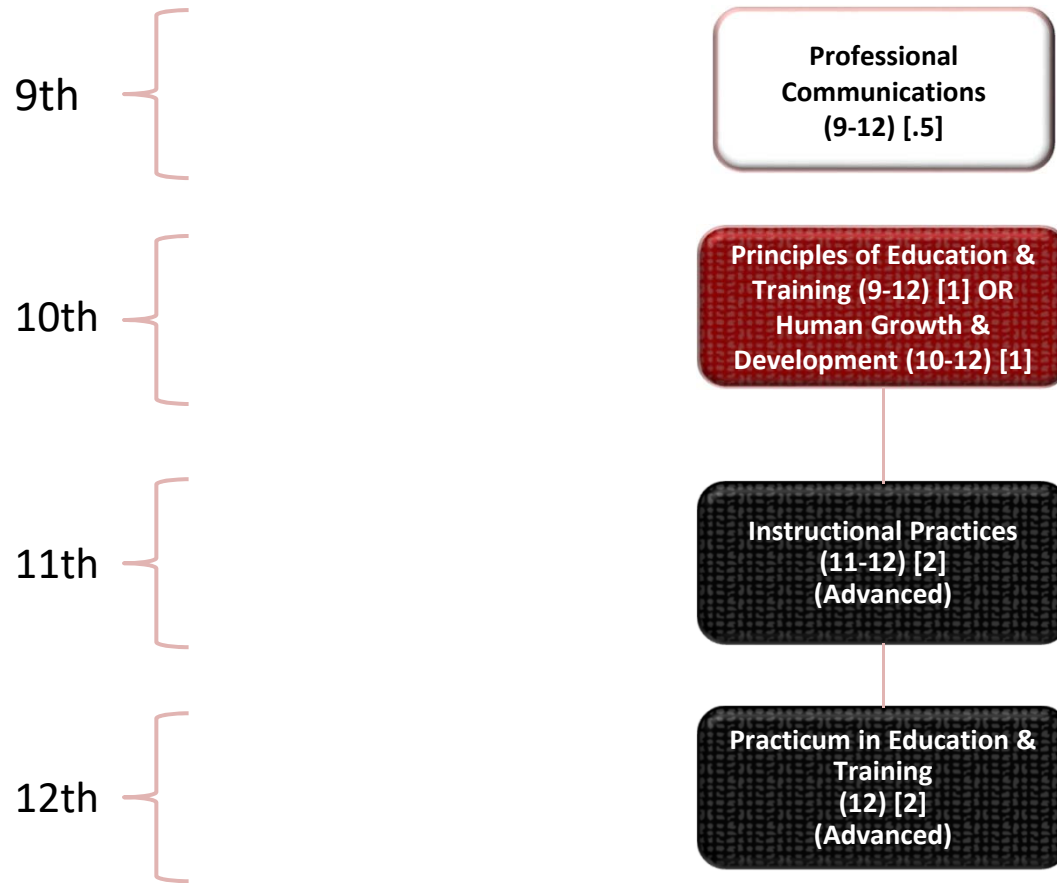 9th
Professional
Communications
(9-12) [.5]
10th
Principles of Education &
Training (9-12) [1] OR
Human Growth &
Development (10-12) [1]
11th
Instructional Practices
(11-12) [2]
(Advanced)
12th
Practicum in Education &
Training
(12) [2]
(Advanced)